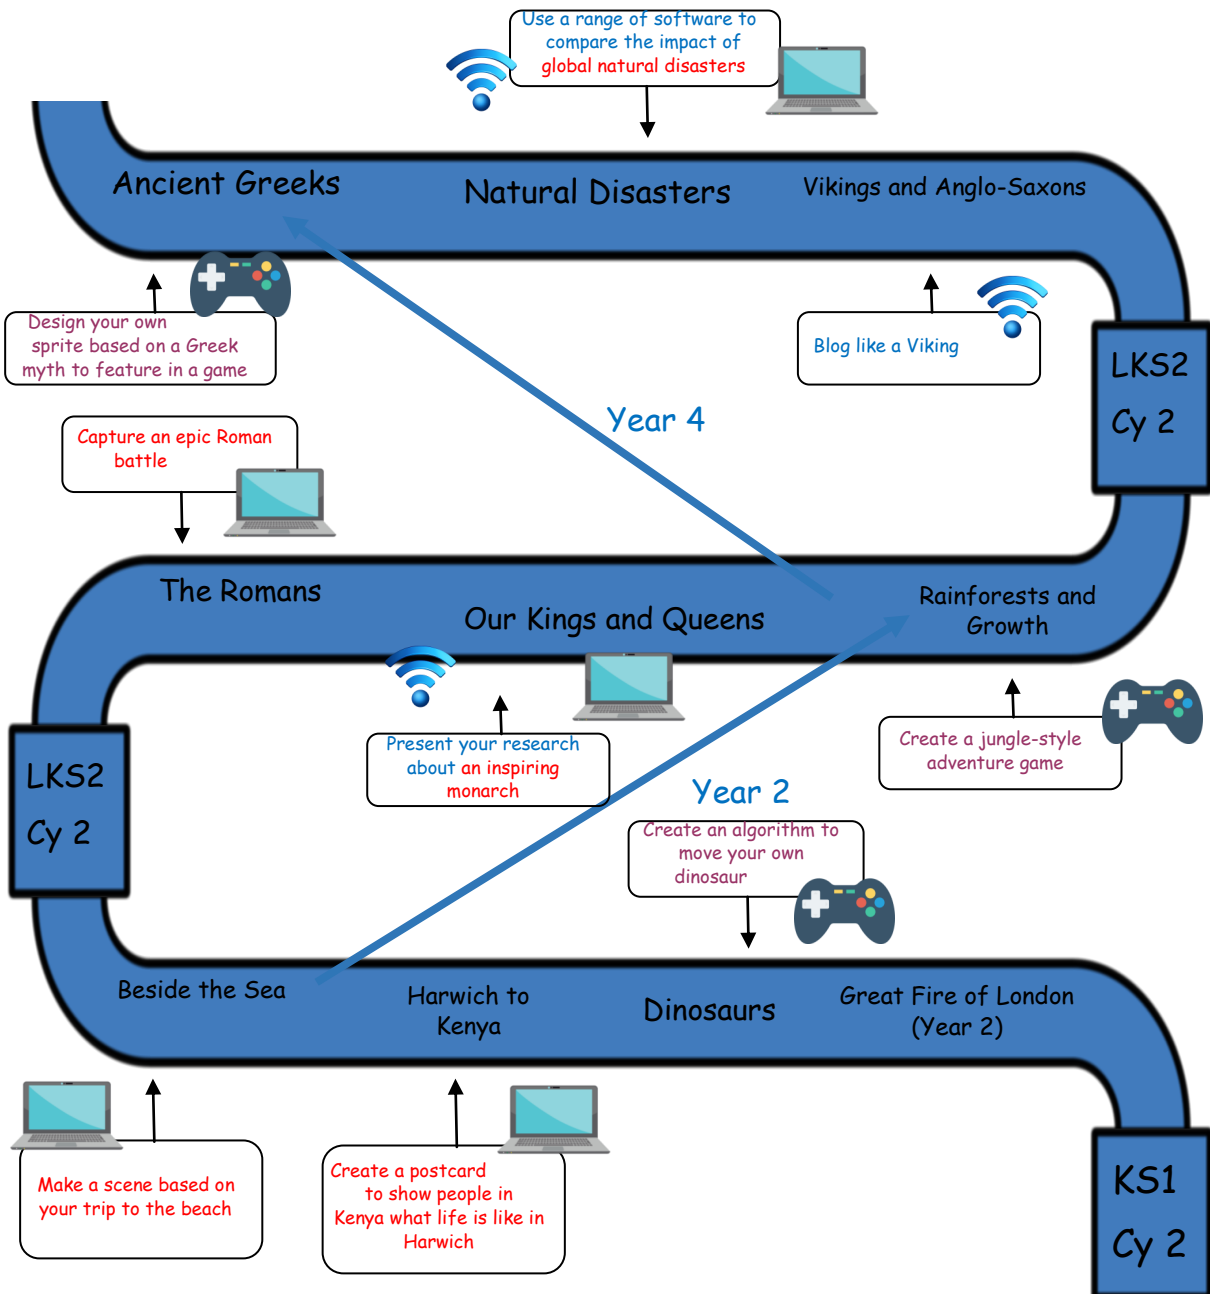 Use a range of software to
compare the impact of
global natural disasters
Ancient Greeks
Natural Disasters
Vikings and Anglo-Saxons
Design your own
sprite based on a Greek
myth to feature in a game
Blog like a Viking
LKS2
Cy 2
Year 4
Capture an epic Roman
battle
The Romans
Our Kings and Queens
Rainforests and
Growth
Present your research
about an inspiring
monarch
Create a jungle-style
adventure game
LKS2
Cy 2
Year 2
Create an algorithm to
move your own
dinosaur
Beside the Sea
Harwich to
Kenya
Dinosaurs
Great Fire of London
(Year 2)
Make a scene based on
your trip to the beach
Create a postcard
to show people in
Kenya what life is like in
Harwich
KS1
Cy 2